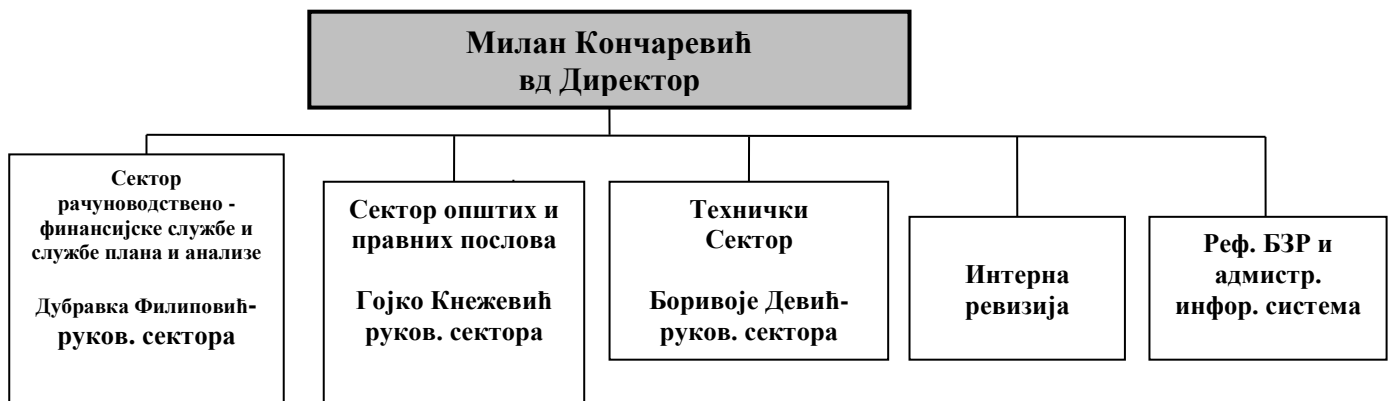 Милан Кончаревић
вд Директор
Сектор
рачуноводствено -
финансијске службе и
службе плана и анализе
Дубравка Филиповић-
руков. сектора
Сектор општих и
правних послова
Гојко Кнежевић
руков. сектора
Технички
Сектор
Боривоје Девић-
руков. сектора
Интерна
ревизија
Реф. БЗР и
адмистр.
инфор. система